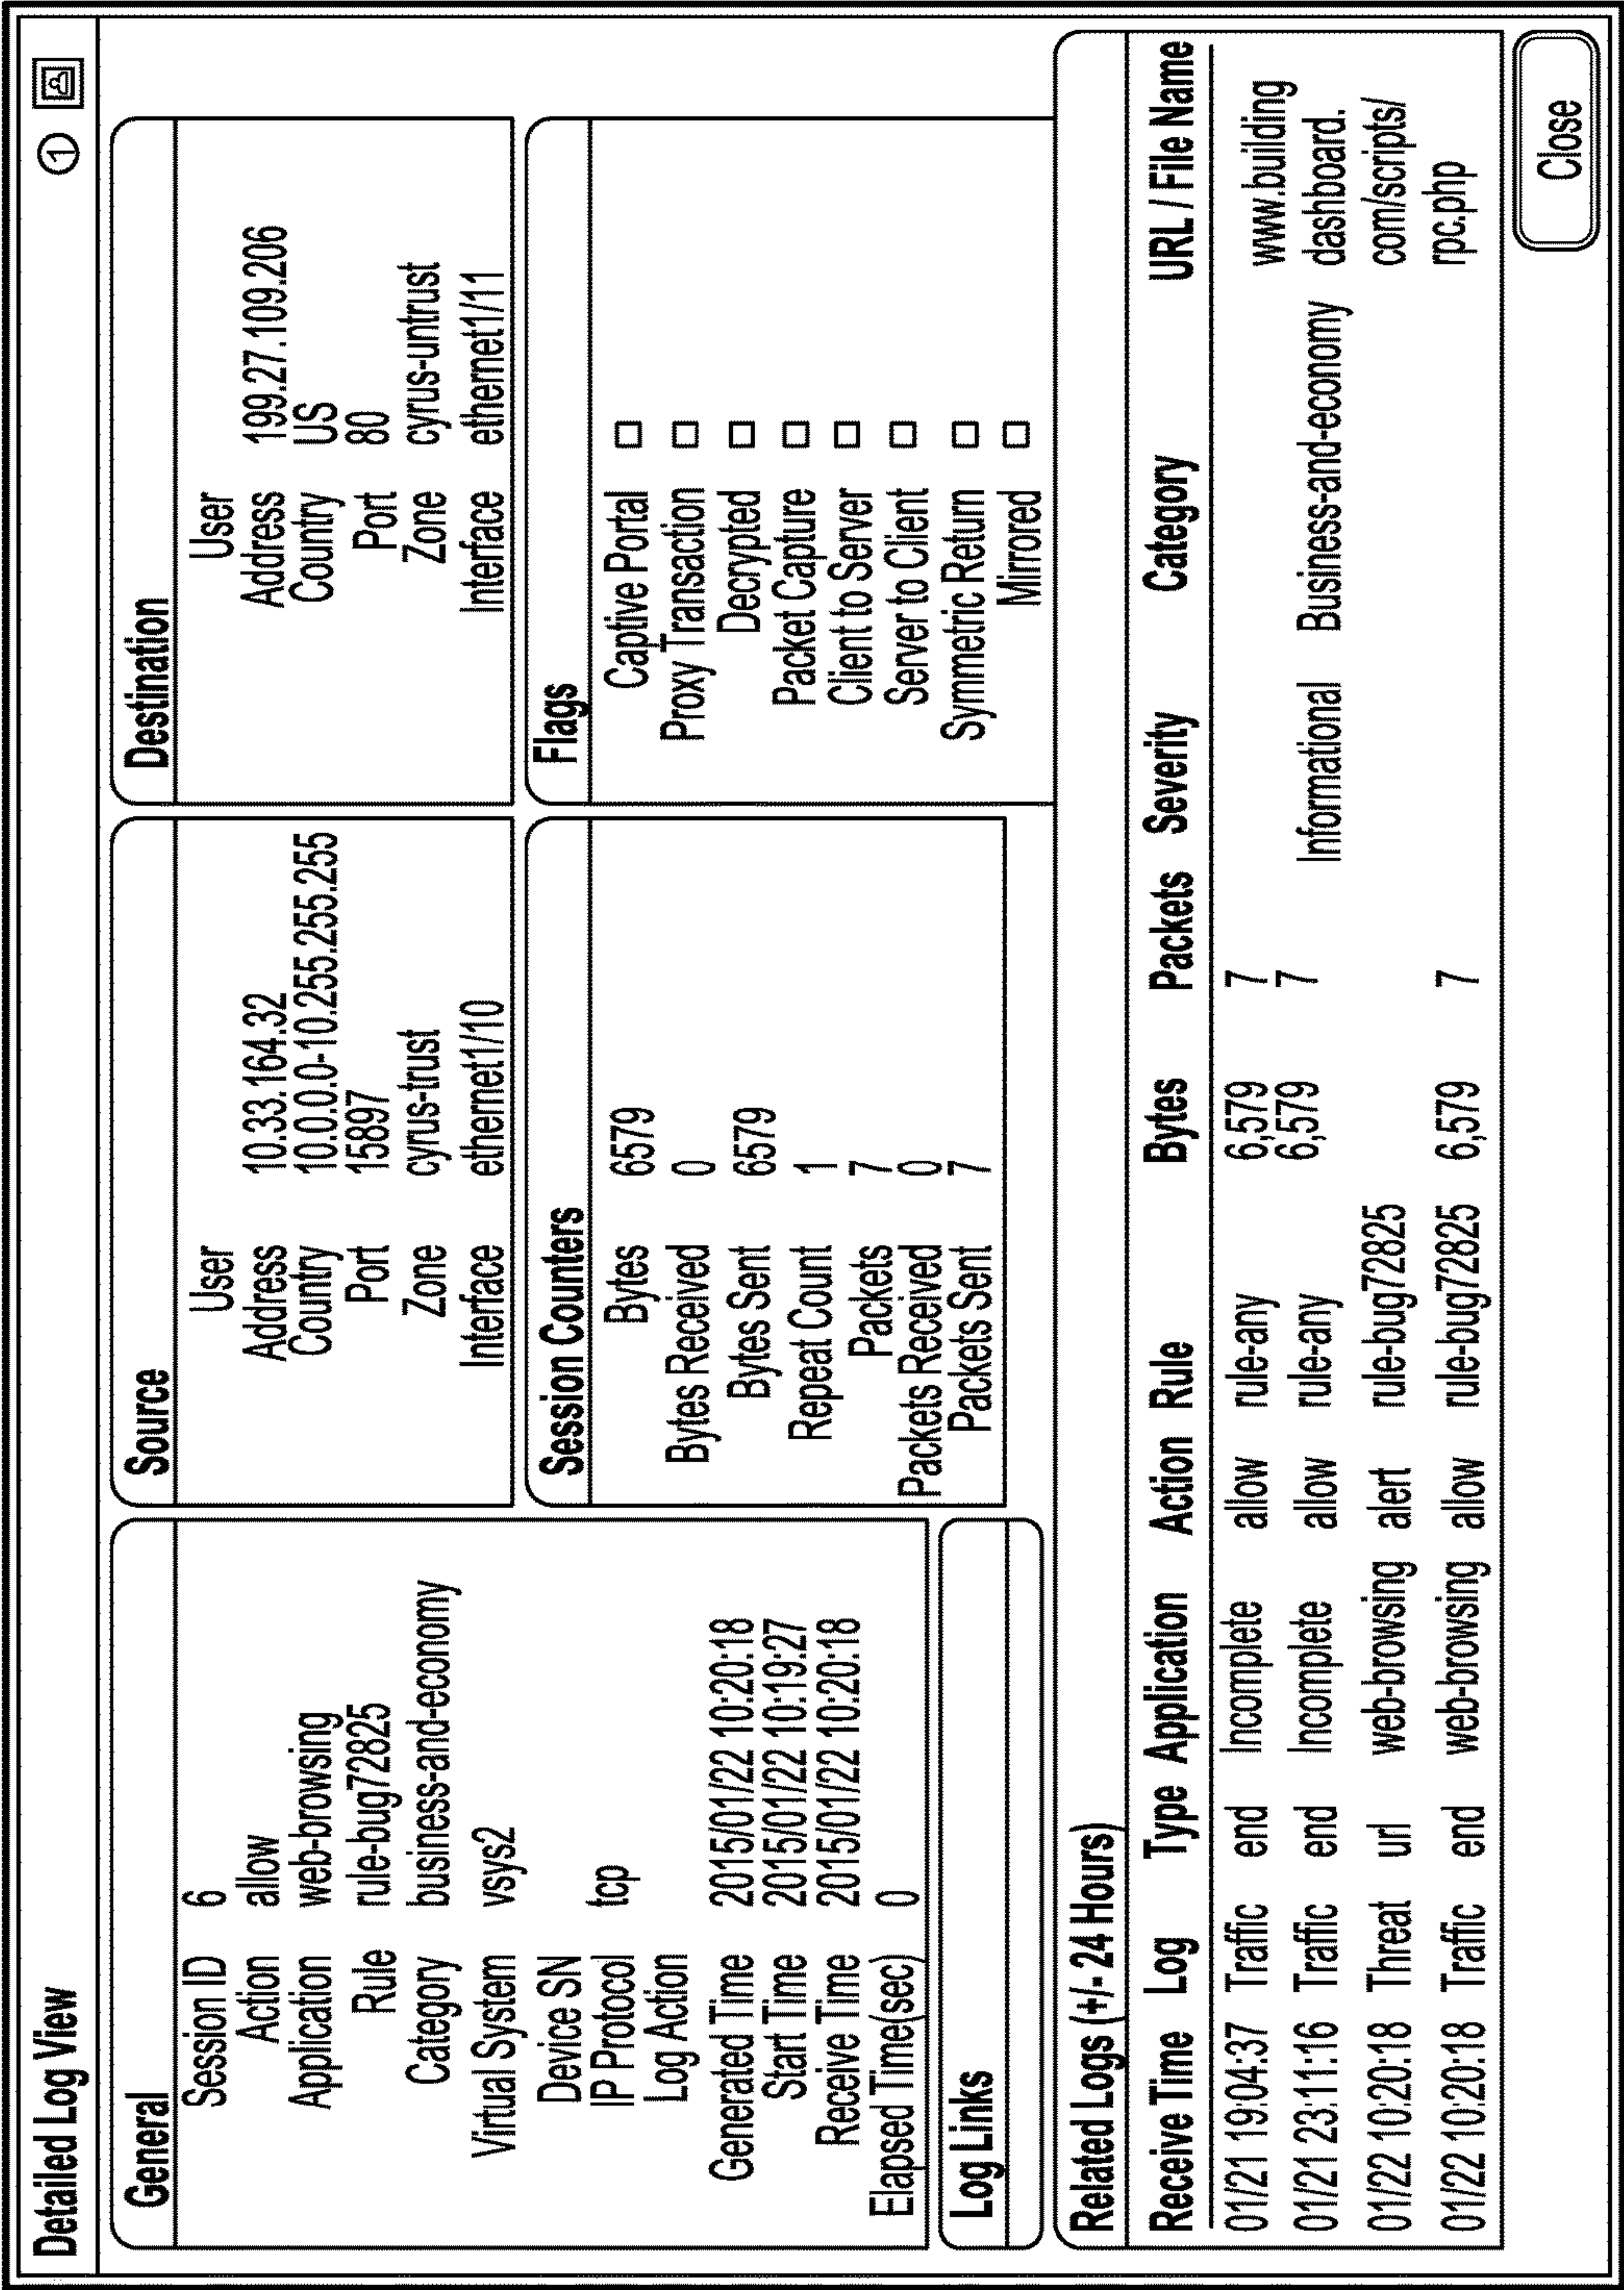 Detailed Log View
1
General
Session ID 6
Action allow
Application web-browsing
Rule rule-bug72825
Category business-and-economy
Virtual System vsys2
Device SN
IP Protocol tcp
Log Action
Generated Time 2015/01/22 10:20:18
Start Time 2015/01/22 10:19:27
Receive Time 2015/01/22 10:20:18
Elapsed Time(sec) 0
Log Links
Source
User
Address 10.33.164.32
Country 10.0.0.0-10.255.255.255
Port 15897
Zone cyrus-trust
Interface ethernet1/10
Session Counters
Bytes 6579
Bytes Received 0
Bytes Sent 6579
Repeat Count 1
Packets 7
Packets Received 0
Packets Sent 7
Destination
User
Address 199.27.109.206
Country US
Port 80
Zone cyrus-untrust
Interface ethernet1/11
Flags
Captive Portal
Proxy Transaction
Decrypted
Packet Capture
Client to Server
Server to Client
Symmetric Return
Mirrored
Related Logs (+/- 24 Hours)
Receive Time Log Type Application Action Rule Bytes Packets Severity Category URL / File Name
01/21 19:04:37 Traffic end Incomplete allow rule-any 6,579 7
01/21 23:11:16 Traffic end Incomplete allow rule-any 6,579 7
01/22 10:20:18 Threat url web-browsing alert rule-bug72825 Informational Business-and-economy www.building
dashboard.
com/scripts/
rpc.php
01/22 10:20:18 Traffic end web-browsing allow rule-bug72825 6,579 7
Close